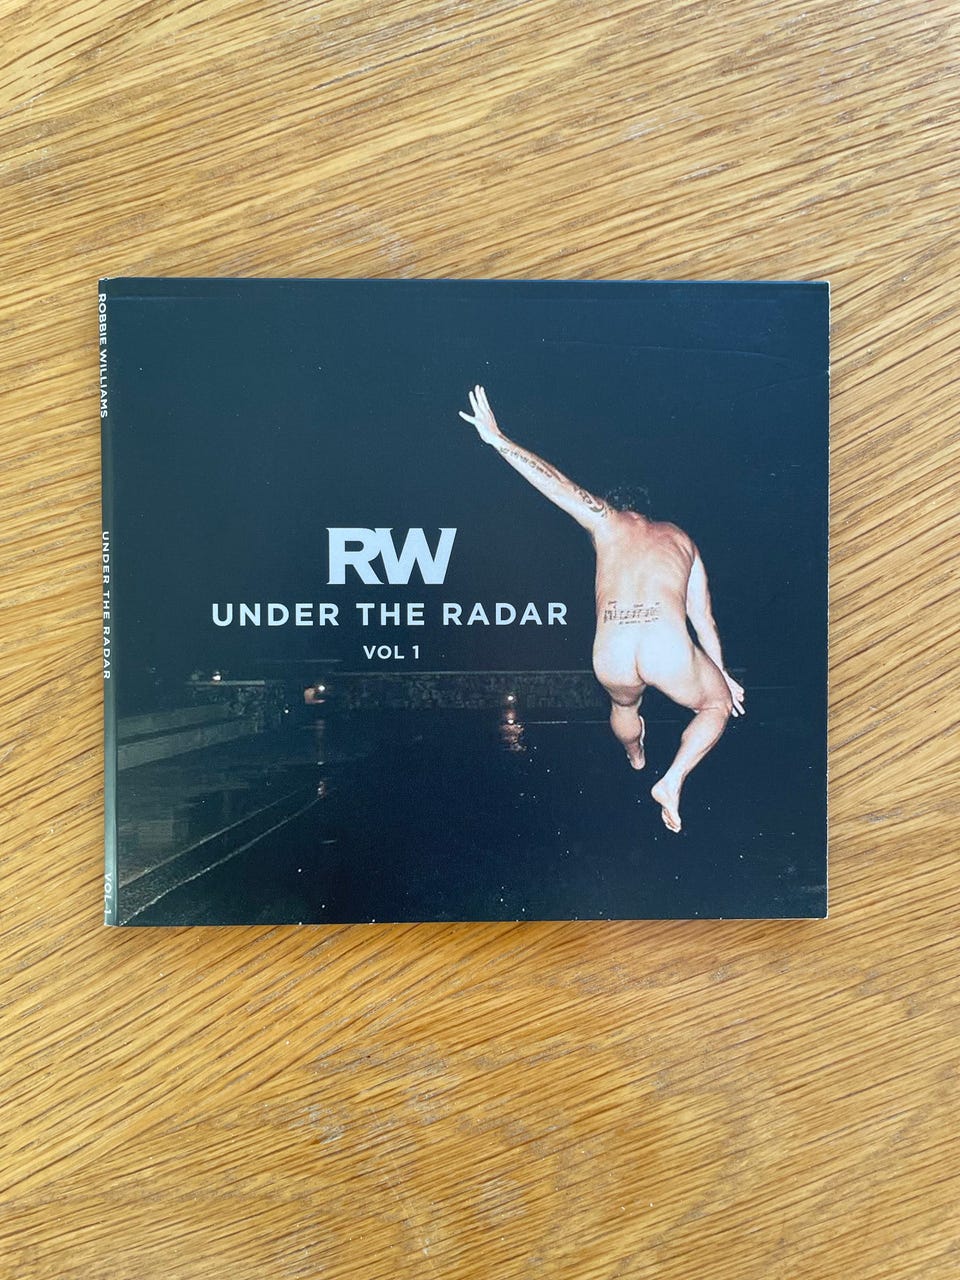 ROBBIE WILLIAMS
UNDER THE RADAR
VOL 1
RW
UNDER THE RADAR
VOL 1